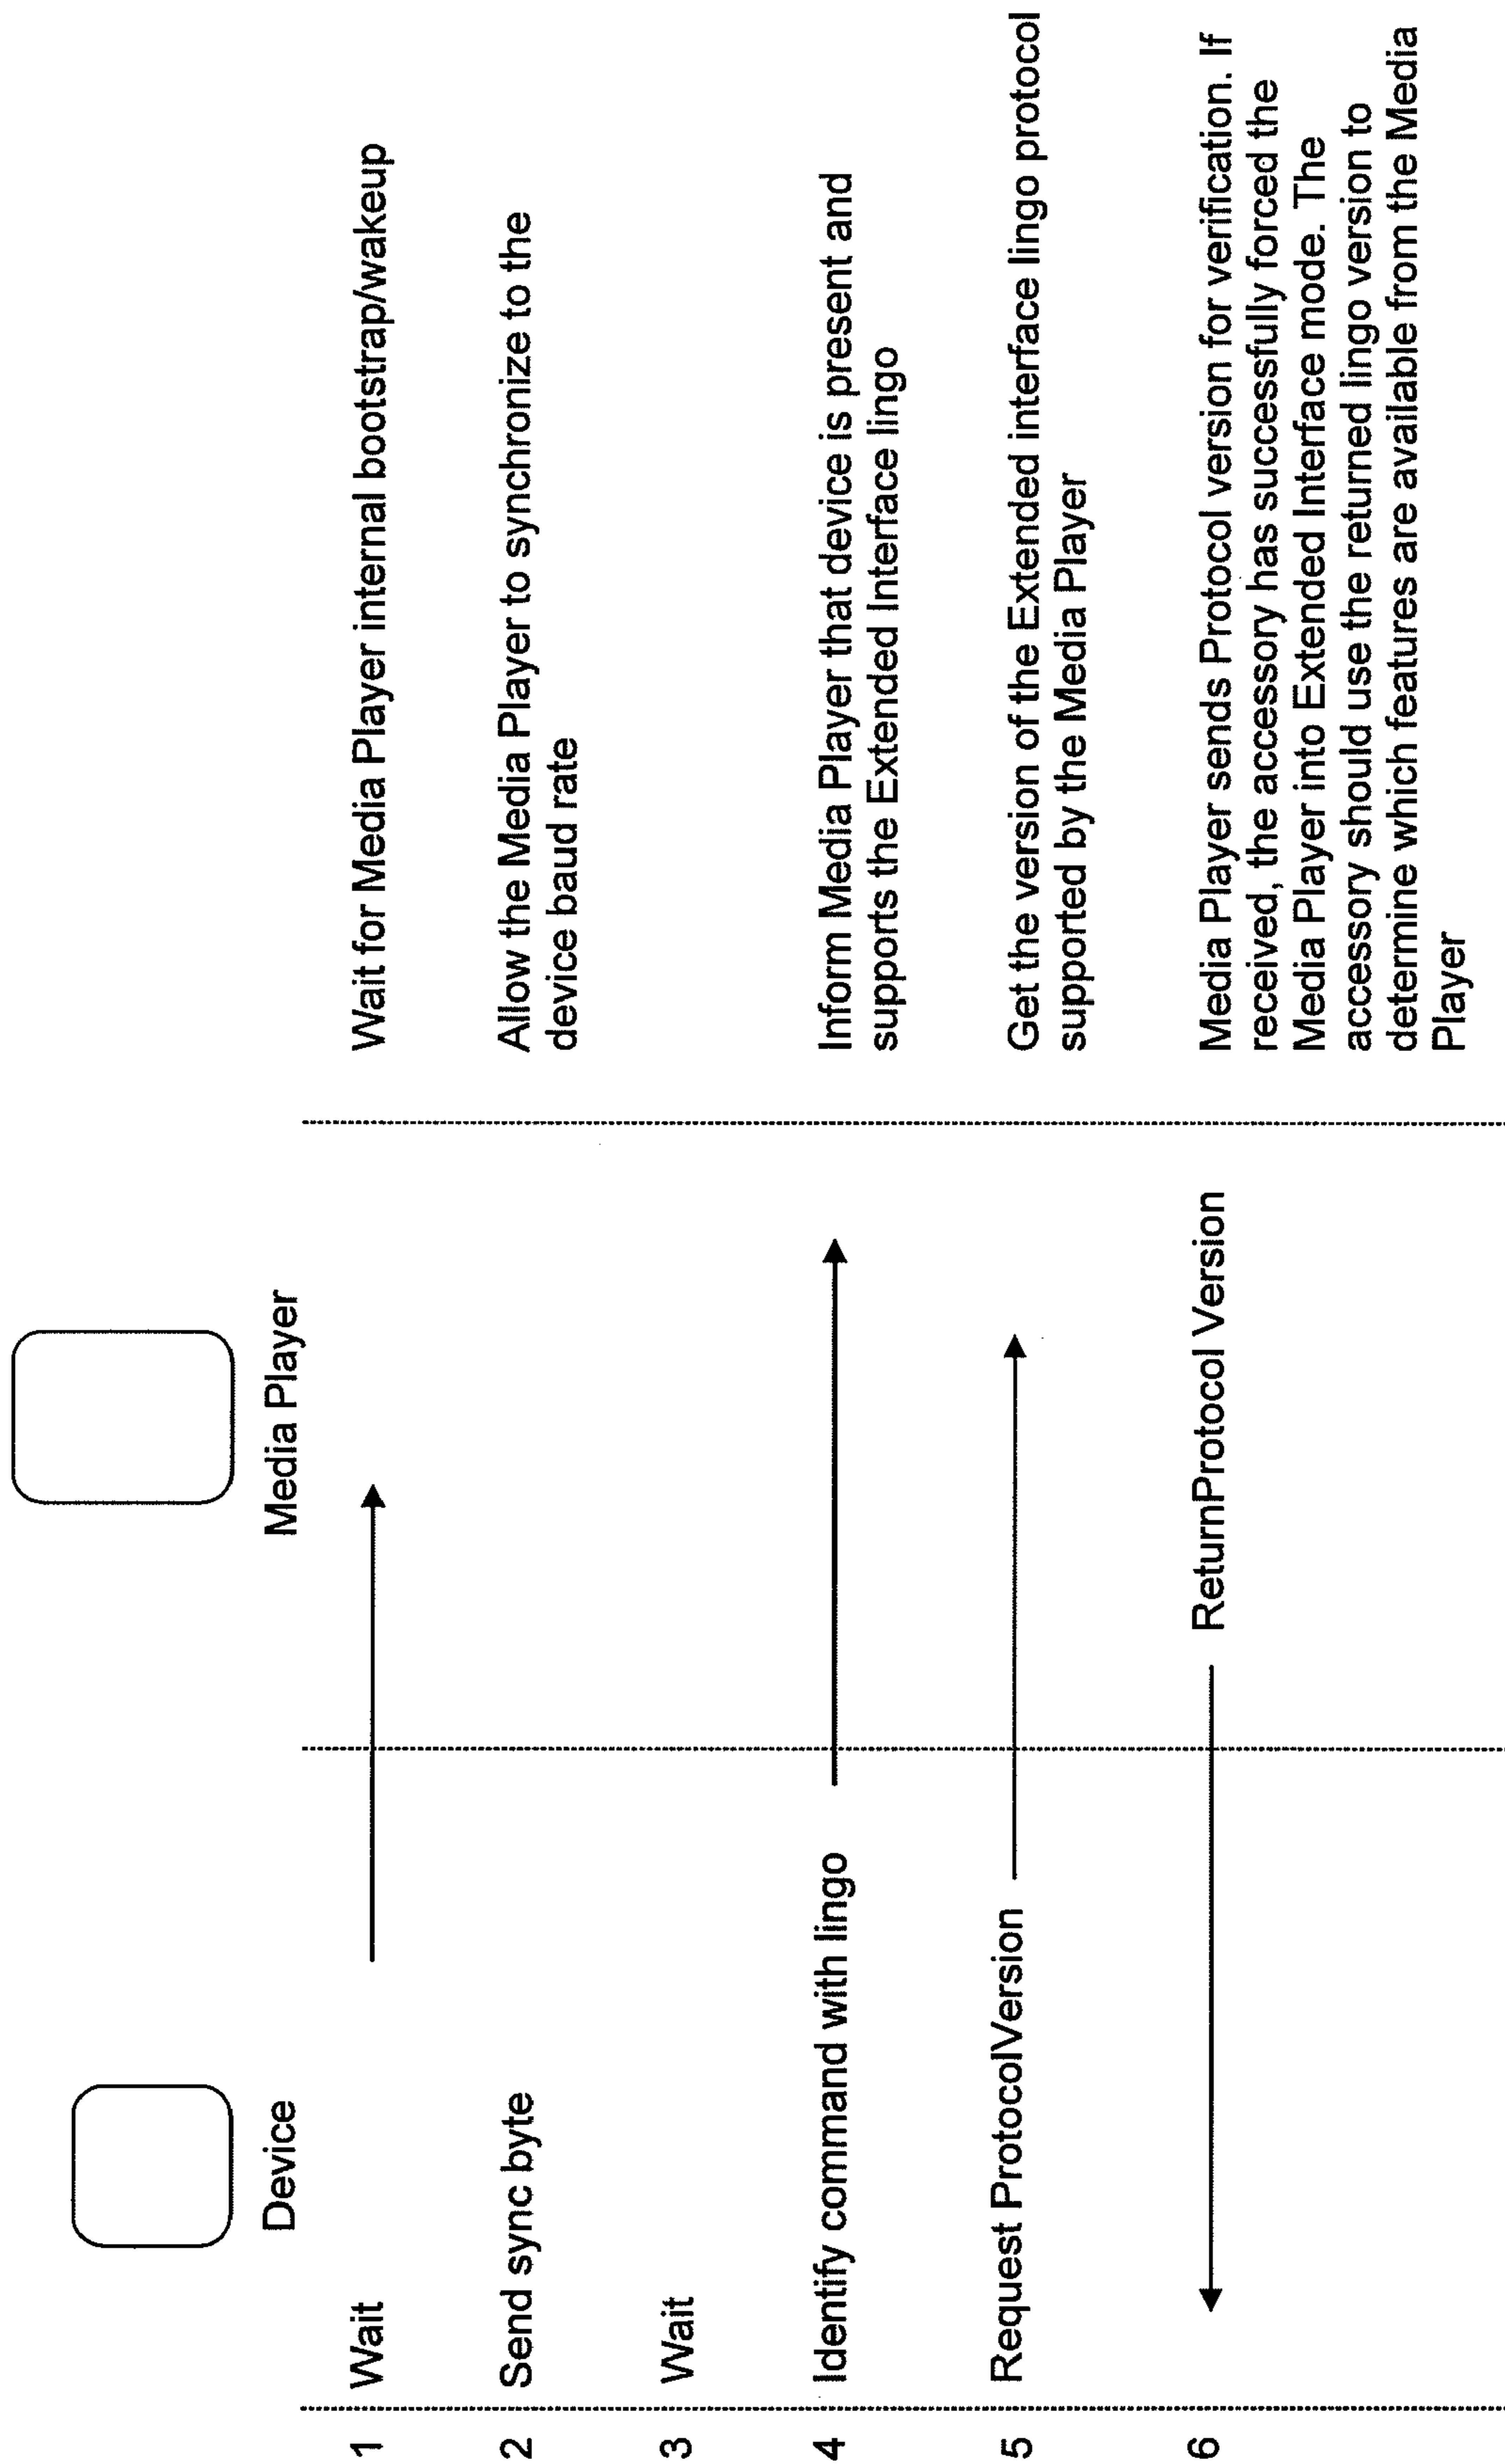 Device
Media Player
1 Wait
Wait for Media Player internal bootstrap/wakeup
2 Send sync byte
Allow the Media Player to synchronize to the
device baud rate
3 Wait
4 Identify command with lingo
Inform Media Player that device is present and
supports the Extended Interface lingo
5 Request ProtocolVersion
Get the version of the Extended interface lingo protocol
supported by the Media Player
6
ReturnProtocol Version
Media Player sends Protocol version for verification. If
received, the accessory has successfully forced the
Media Player into Extended Interface mode. The
accessory should use the returned lingo version to
determine which features are available from the Media
Player